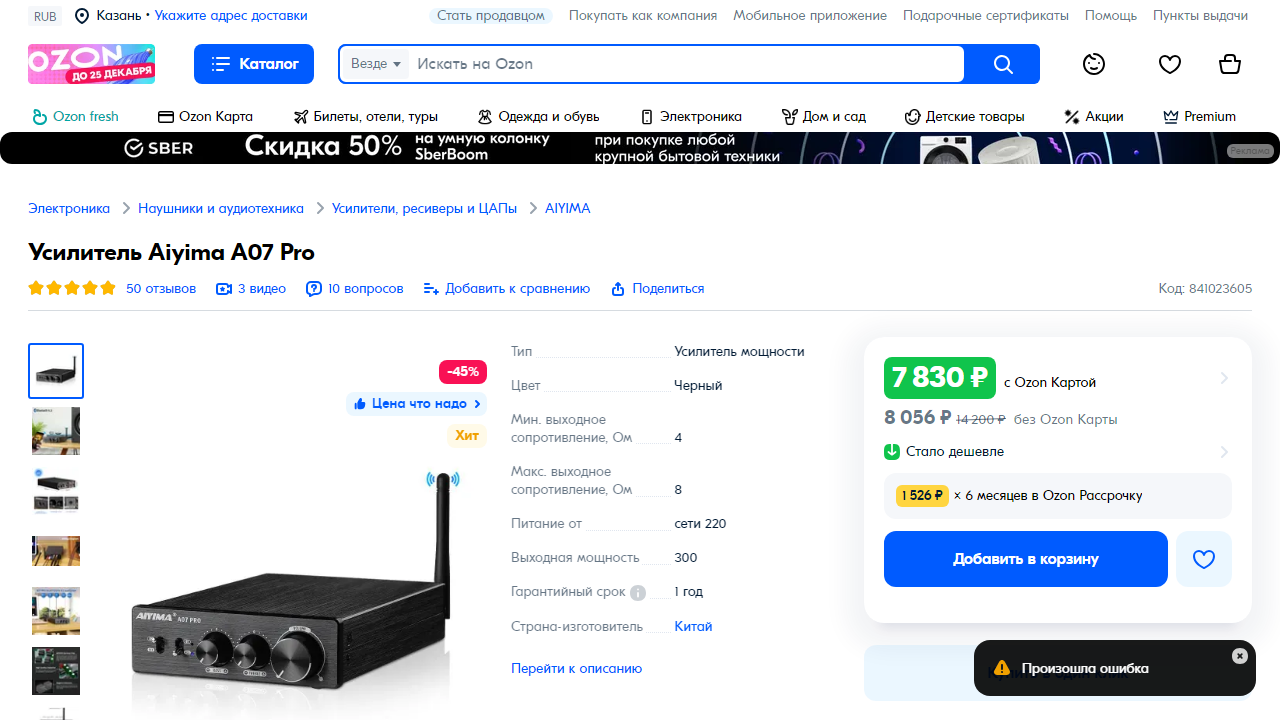 RUB
Казань • Укажите адрес доставки
Стать продавцом
Покупать как компания
Мобильное приложение
Подарочные сертификаты
Помощь
Пункты выдачи
OZON
ДО 25 ДЕКАБРЯ
Каталог
Везде
Искать на Ozon
Ozon fresh
Ozon Карта
Билеты, отели, туры
Одежда и обувь
Электроника
Дом и сад
Детские товары
Акции
Premium
SBER
Скидка 50%
на умную колонку
SberBoom
при покупке любой
крупной бытовой техники
Реклама
Электроника
Наушники и аудиотехника
Усилители, ресиверы и ЦАПы
AIYIMA
Усилитель Aiyima A07 Pro
50 отзывов
3 видео
10 вопросов
Добавить к сравнению
Поделиться
Код: 841023605
-45%
Цена что надо
Хит
AIYIMA® A07 PRO
Тип
Усилитель мощности
Цвет
Черный
Мин. выходное
сопротивление, Ом
4
Макс. выходное
сопротивление, Ом
8
Питание от
сети 220
Выходная мощность
300
Гарантийный срок
1 год
Страна-изготовитель
Китай
Перейти к описанию
7 830 ₽
с Ozon Картой
8 056 ₽
14 200 ₽
без Ozon Карты
Стало дешевле
1 526 ₽
× 6 месяцев в Ozon Рассрочку
Добавить в корзину
Произошла ошибка